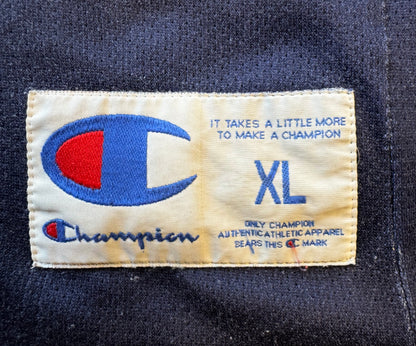 IT TAKES A LITTLE MORE
TO MAKE A CHAMPION
XL
Champion
ONLY CHAMPION
AUTHENTIC ATHLETIC APPAREL
BEARS THIS C MARK